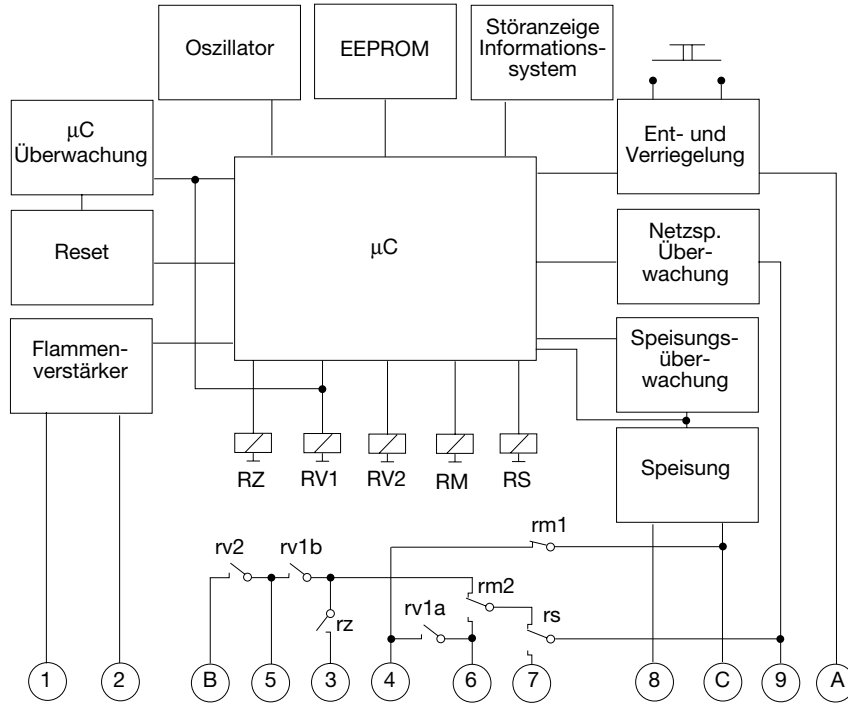 Oszillator
EEPROM
Störanzeige
Informations-
system
µC
Überwachung
Ent- und
Verriegelung
Reset
µC
Netzsp.
Über-
wachung
Flammen-
verstärker
Speisungs-
über-
wachung
RZ
RV1
RV2
RM
RS
Speisung
rm1
rv2
rv1b
rm2
rv1a
rs
rz
1
2
B
5
3
4
6
7
8
C
9
A